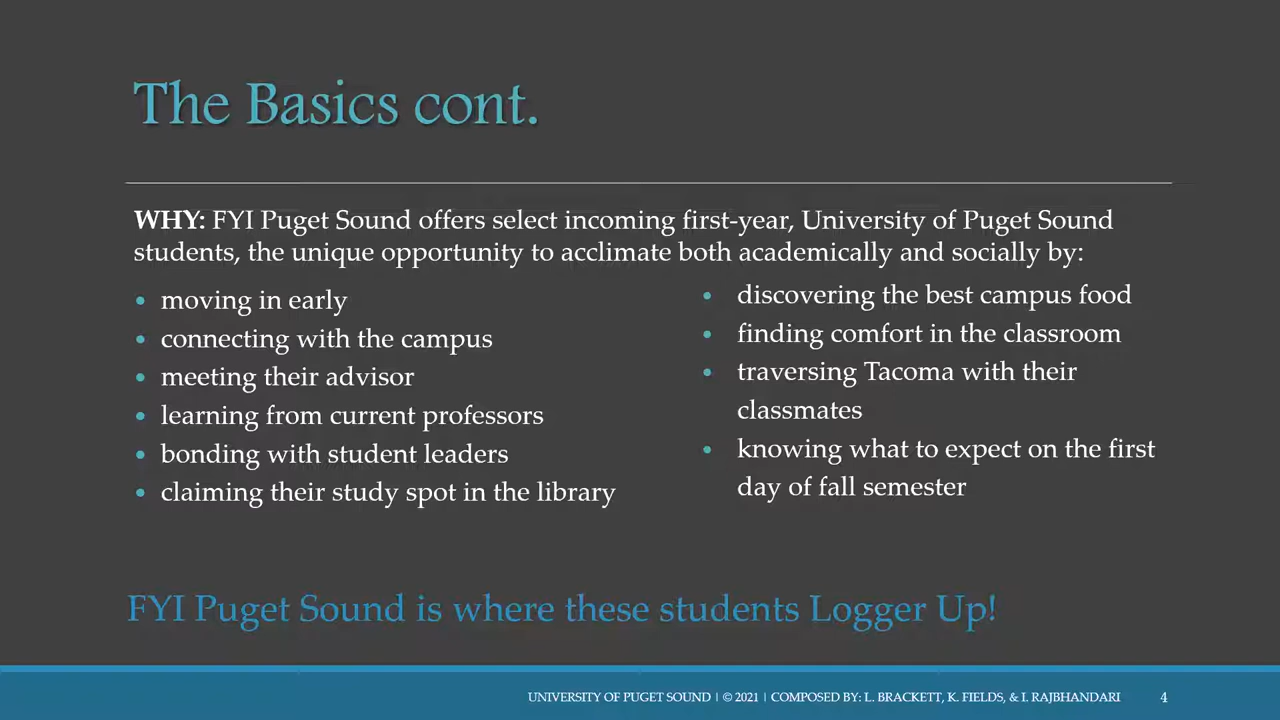 The Basics cont.
WHY: FYI Puget Sound offers select incoming first-year, University of Puget Sound
students, the unique opportunity to acclimate both academically and socially by:
• moving in early
• connecting with the campus
• meeting their advisor
• learning from current professors
• bonding with student leaders
• claiming their study spot in the library
• discovering the best campus food
• finding comfort in the classroom
• traversing Tacoma with their
classmates
• knowing what to expect on the first
day of fall semester
FYI Puget Sound is where these students Logger Up!
UNIVERSITY OF PUGET SOUND | © 2021 | COMPOSED BY: L. BRACKETT, K. FIELDS, & I. RAJBHANDARI 4